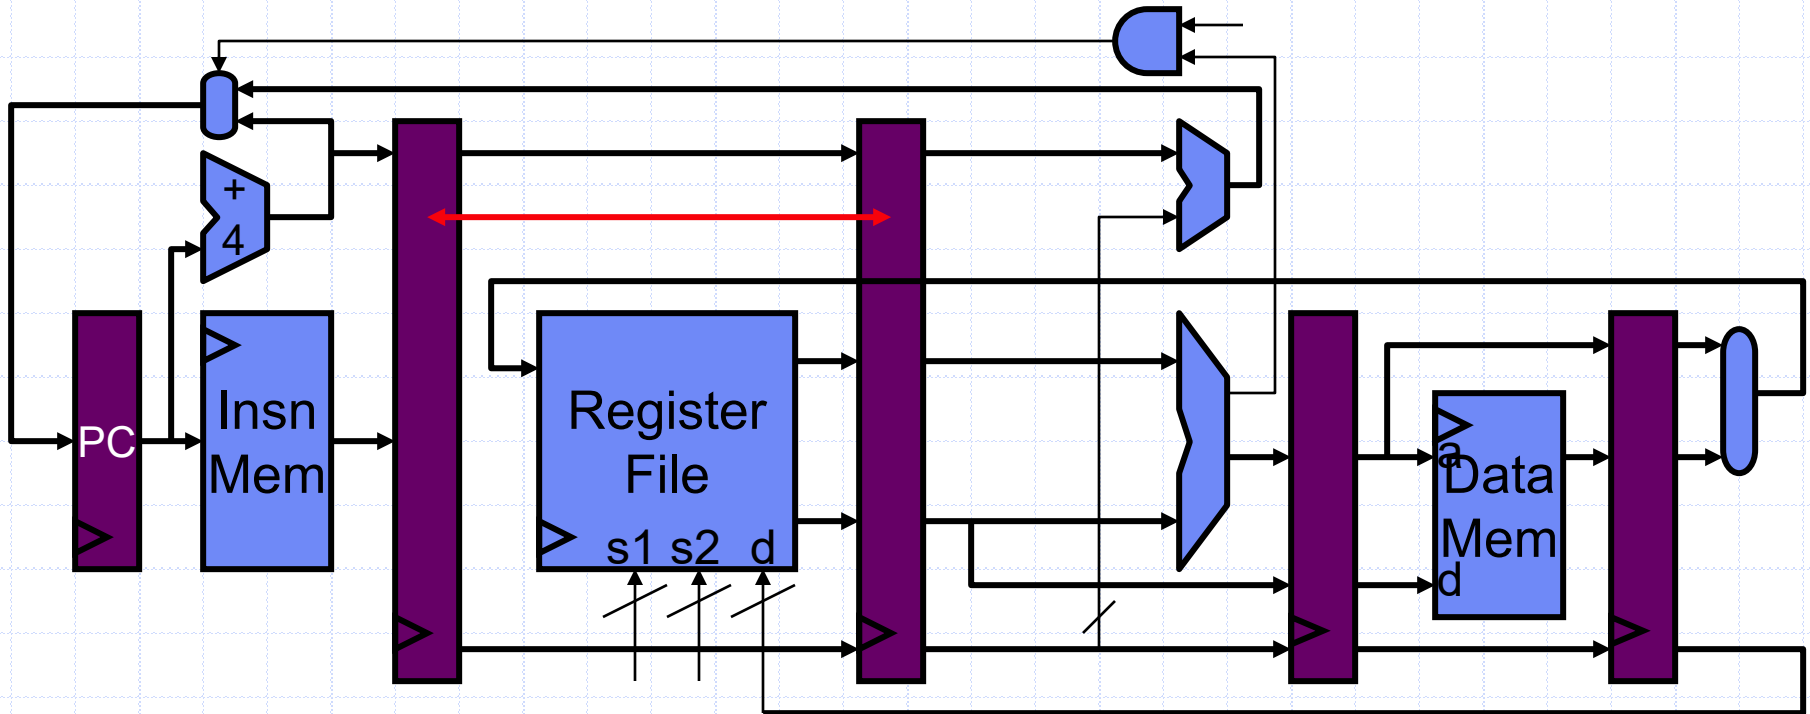 +
4
PC
Insn
Mem
Register
File
s1 s2 d
a
Data
Mem
d